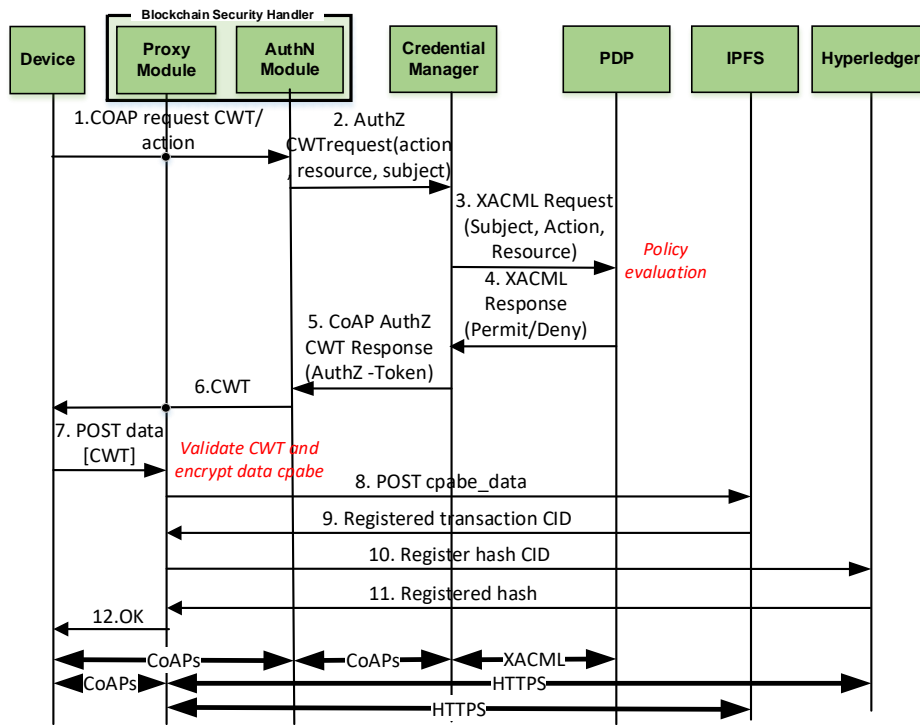 Blockchain Security Handler
Device
Proxy
Module
AuthN
Module
Credential
Manager
PDP
IPFS
Hyperledger
1.COAP request CWT/
action
2. AuthZ
CWTrequest(action
, resource, subject)
3. XACML Request
(Subject, Action,
Resource)
Policy
evaluation
4. XACML
Response
(Permit/Deny)
5. CoAP AuthZ
CWT Response
(AuthZ -Token)
6.CWT
7. POST data
[CWT]
Validate CWT and
encrypt data cpabe
8. POST cpabe_data
9. Registered transaction CID
10. Register hash CID
11. Registered hash
12.OK
CoAPs
CoAPs
XACML
CoAPs
HTTPS
HTTPS